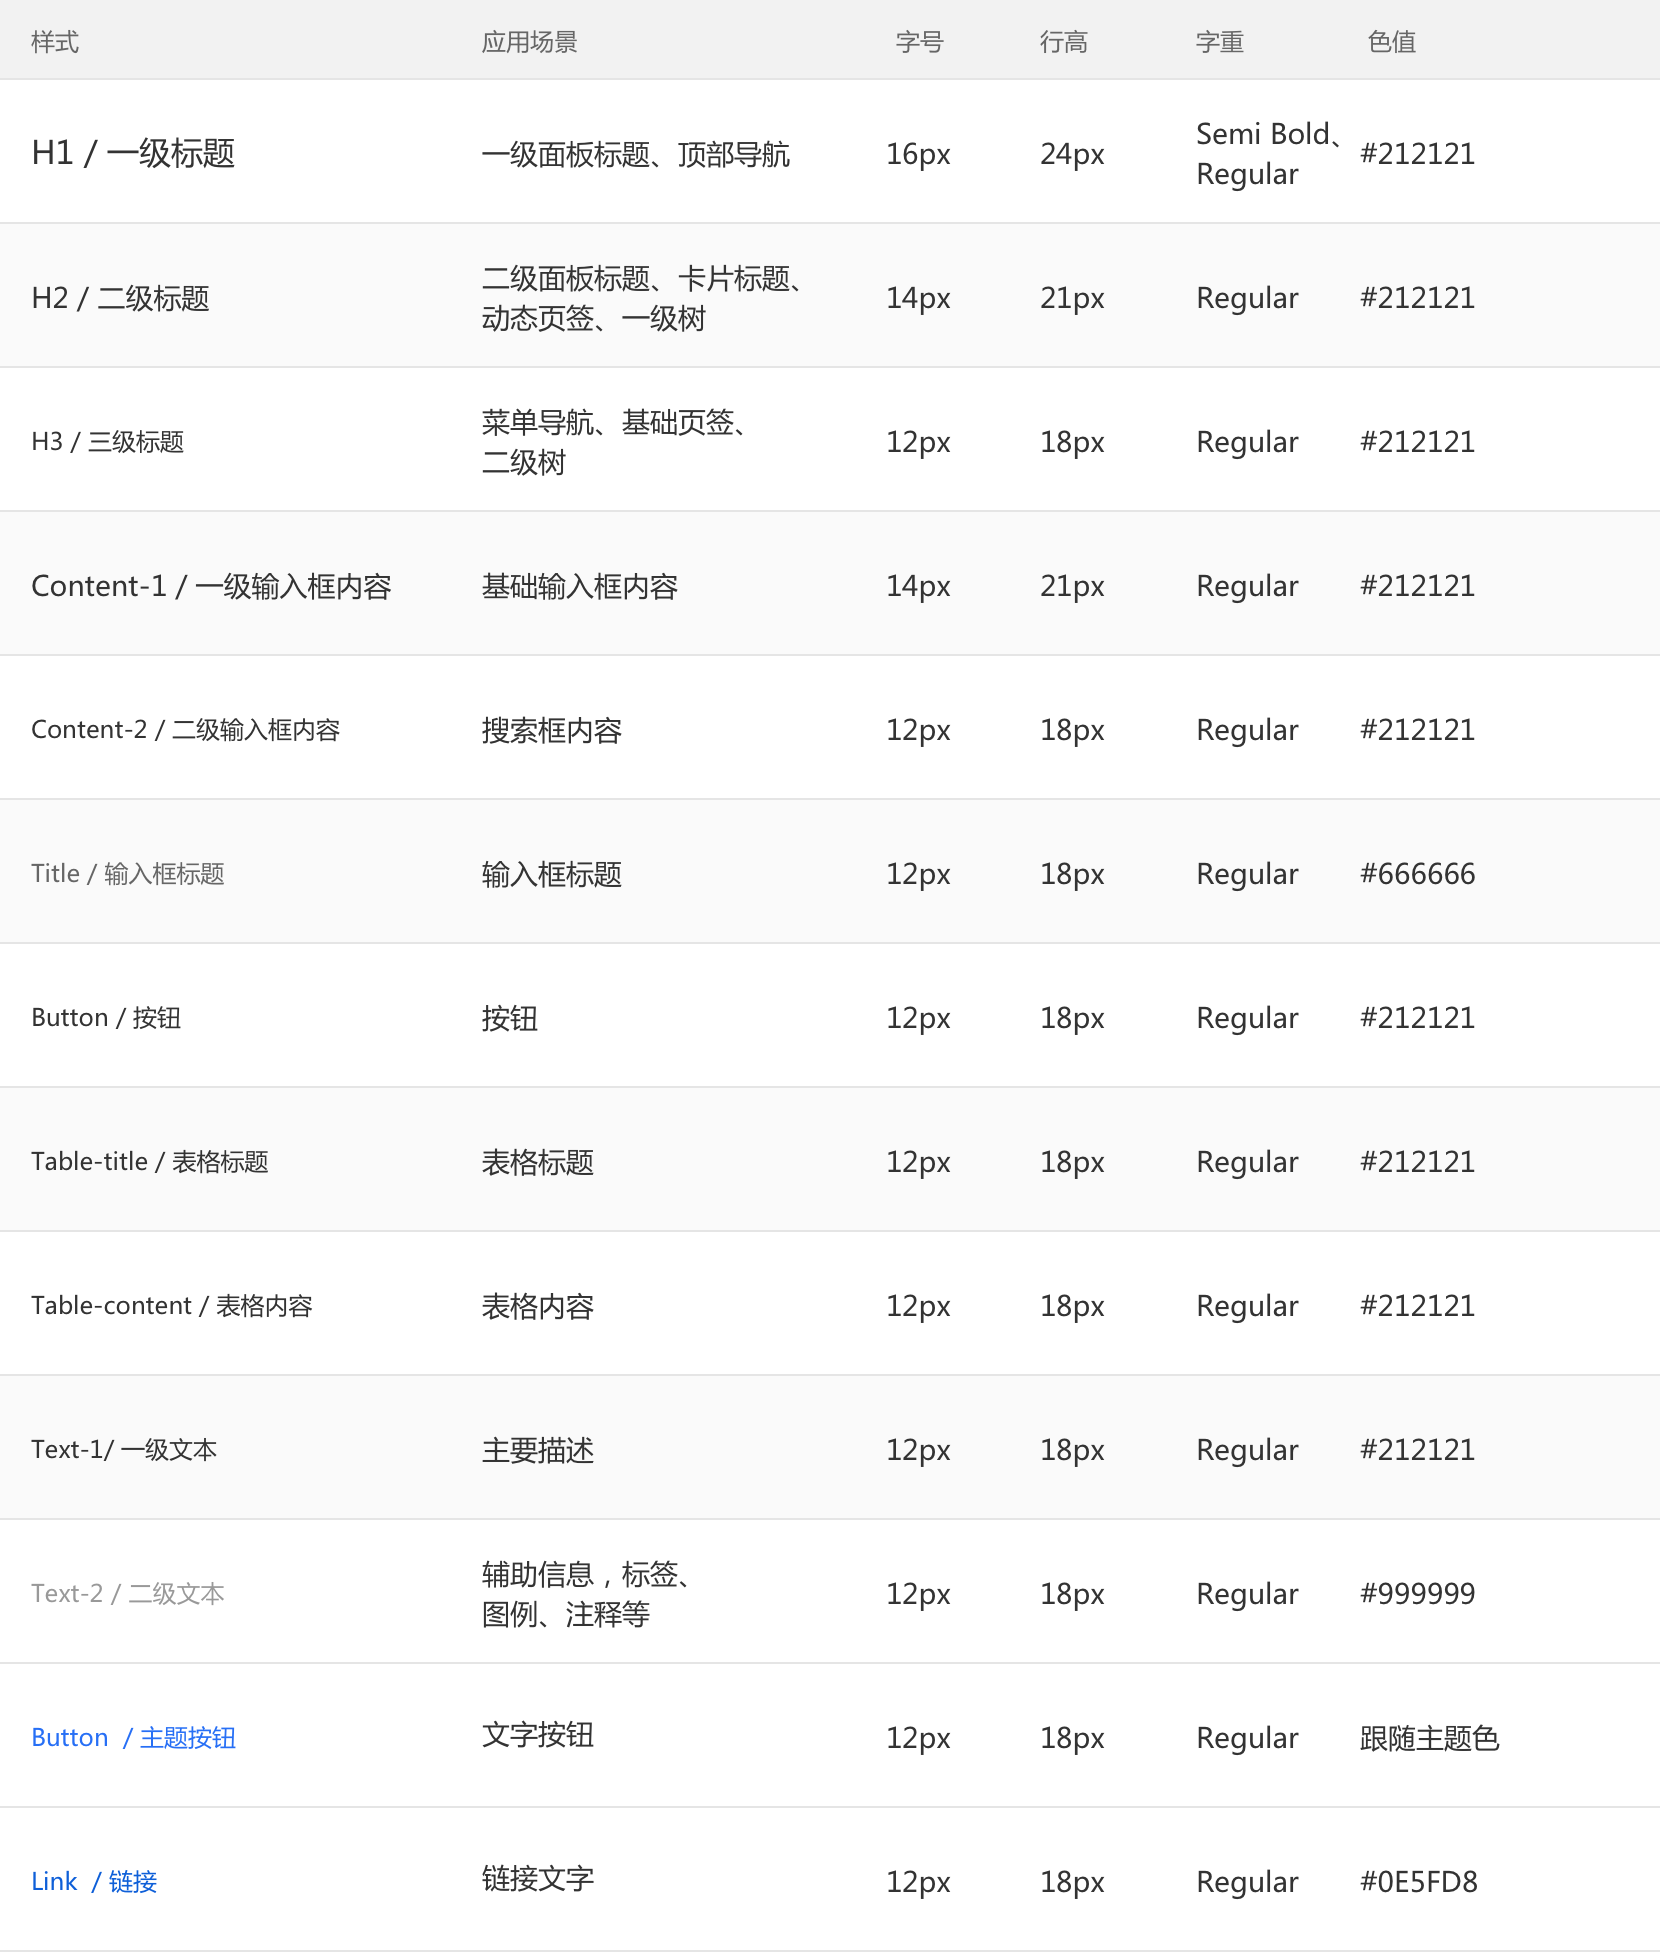 样式 应用场景 字号 行高 字重 色值
H1 / 一级标题 一级面板标题、顶部导航 16px 24px Semi Bold、 Regular #212121
H2 / 二级标题 二级面板标题、卡片标题、 动态页签、一级树 14px 21px Regular #212121
H3 / 三级标题 菜单导航、基础页签、 二级树 12px 18px Regular #212121
Content-1 / 一级输入框内容 基础输入框内容 14px 21px Regular #212121
Content-2 / 二级输入框内容 搜索框内容 12px 18px Regular #212121
Title / 输入框标题 输入框标题 12px 18px Regular #666666
Button / 按钮 按钮 12px 18px Regular #212121
Table-title / 表格标题 表格标题 12px 18px Regular #212121
Table-content / 表格内容 表格内容 12px 18px Regular #212121
Text-1/ 一级文本 主要描述 12px 18px Regular #212121
Text-2 / 二级文本 辅助信息，标签、 图例、注释等 12px 18px Regular #999999
Button / 主题按钮 文字按钮 12px 18px Regular 跟随主题色
Link / 链接 链接文字 12px 18px Regular #0E5FD8